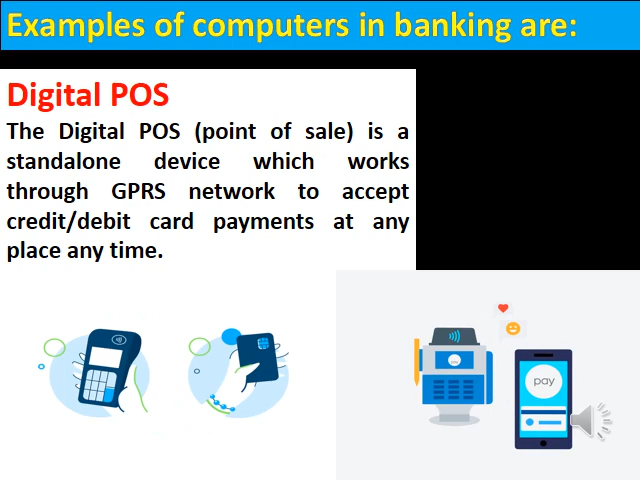 Examples of computers in banking are:
Digital POS
The Digital POS (point of sale) is a
standalone device which works
through GPRS network to accept
credit/debit card payments at any
place any time.
pay
pay